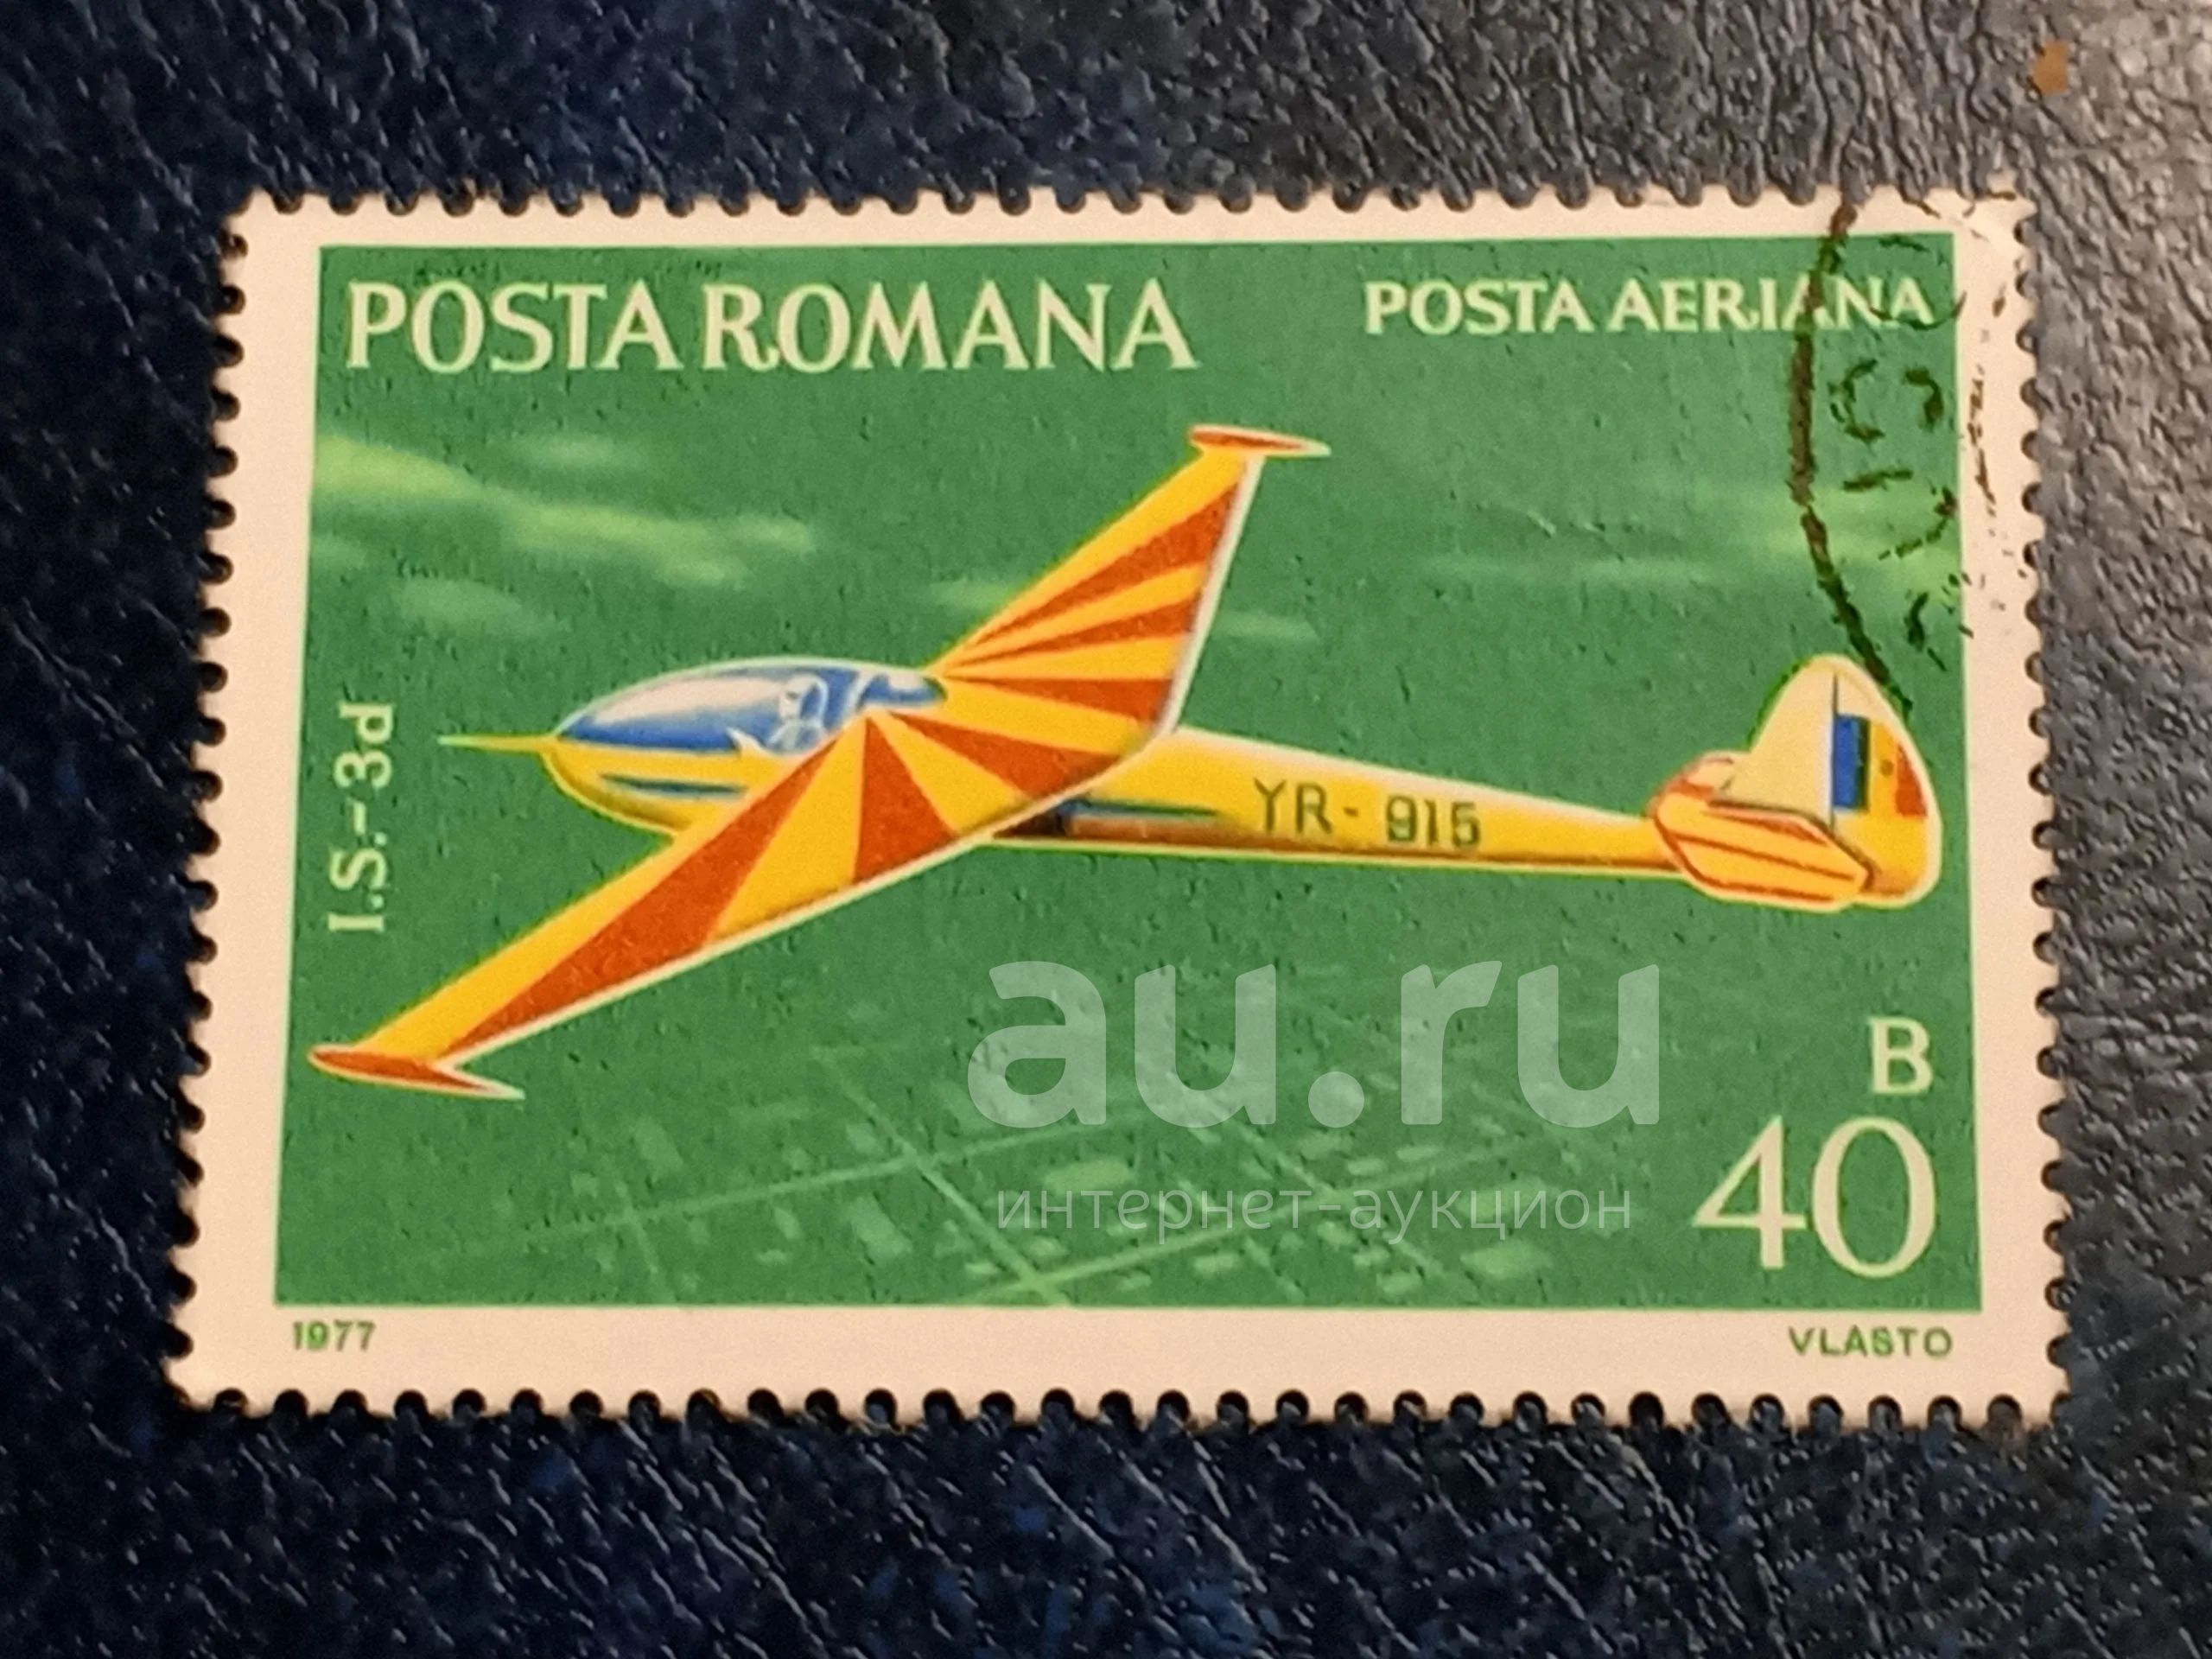 POSTA ROMANA
POSTA AERIANA
I.S.-3d
YR-915
au.ru
интернет-аукцион
B
40
1977
VLASTO